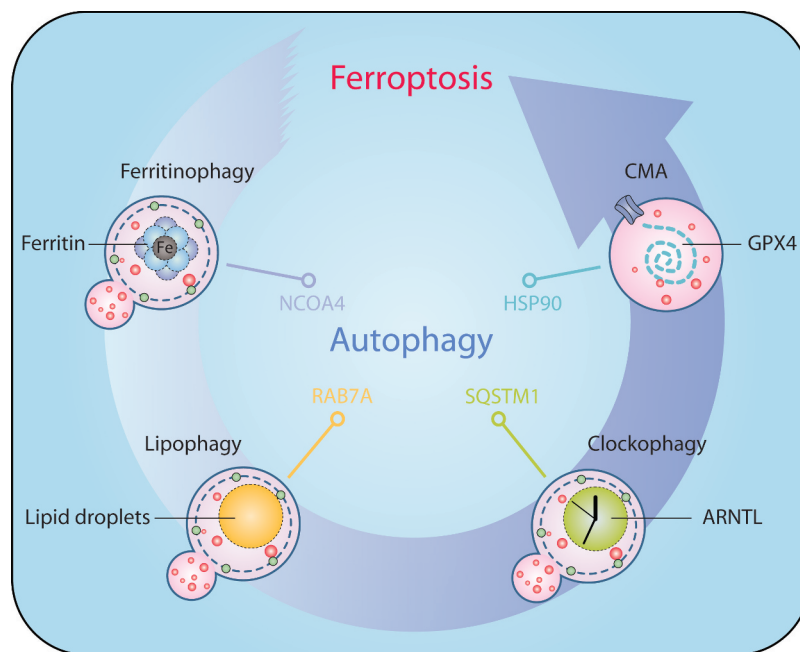 Ferroptosis
Ferritinophagy
CMA
Ferritin
Fe
GPX4
NCOA4
HSP90
Autophagy
RAB7A
SQSTM1
Lipophagy
Clockophagy
Lipid droplets
ARNTL